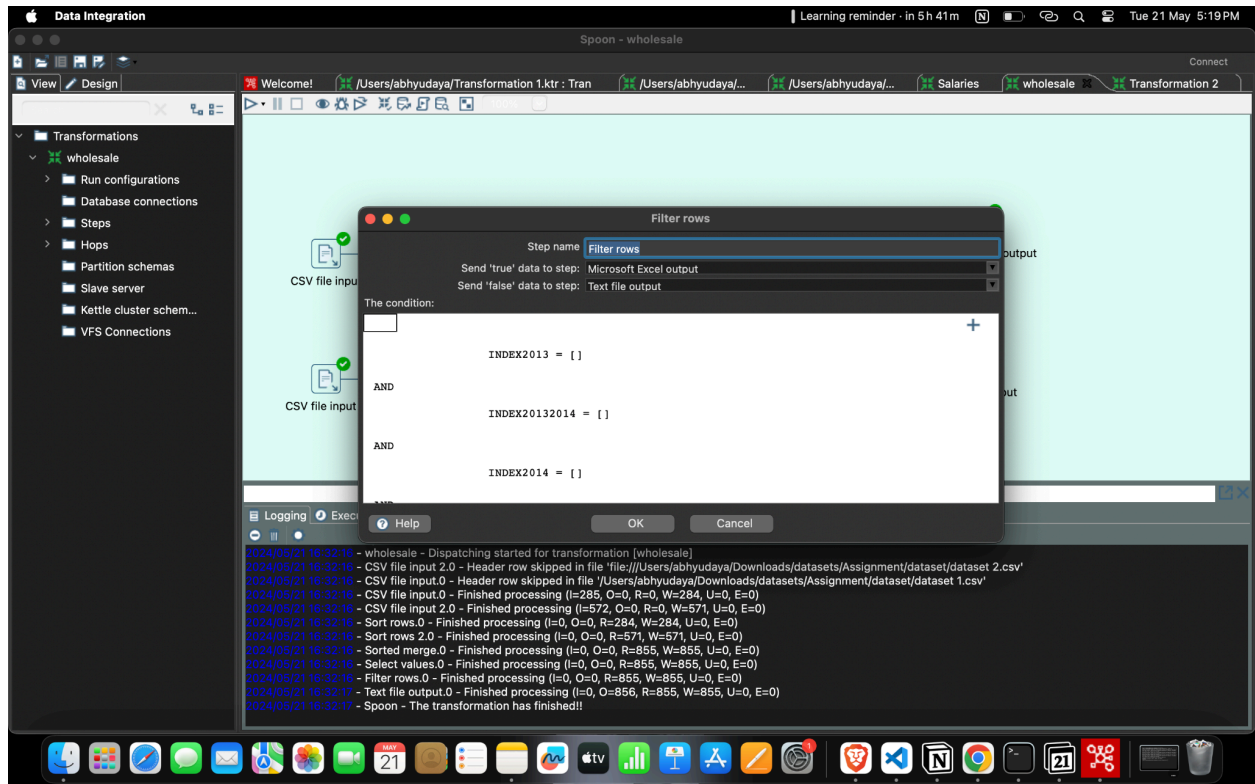 Data Integration
Learning reminder · in 5 h 41 m
Tue 21 May 5:19 PM
Spoon - wholesale
Connect
View
Design
Welcome!
/Users/abhyudaya/Transformation 1.ktr : Tran
/Users/abhyudaya/...
/Users/abhyudaya/...
Salaries
wholesale
Transformation 2
100%
Transformations
wholesale
Run configurations
Database connections
Steps
Hops
Partition schemas
Slave server
Kettle cluster schem...
VFS Connections
CSV file inpu
CSV file input
output
out
Filter rows
Step name Filter rows
Send 'true' data to step: Microsoft Excel output
Send 'false' data to step: Text file output
The condition:
INDEX2013 = []
AND
INDEX20132014 = []
AND
INDEX2014 = []
AND
Help
OK
Cancel
Logging
Execu
- wholesale - Dispatching started for transformation [wholesale]
- CSV file input 2.0 - Header row skipped in file 'file:///Users/abhyudaya/Downloads/datasets/Assignment/dataset/dataset 2.csv'
- CSV file input.0 - Header row skipped in file '/Users/abhyudaya/Downloads/datasets/Assignment/dataset/dataset 1.csv'
- CSV file input.0 - Finished processing (I=285, O=0, R=0, W=284, U=0, E=0)
- CSV file input 2.0 - Finished processing (I=572, O=0, R=0, W=571, U=0, E=0)
- Sort rows.0 - Finished processing (I=0, O=0, R=284, W=284, U=0, E=0)
- Sort rows 2.0 - Finished processing (I=0, O=0, R=571, W=571, U=0, E=0)
- Sorted merge.0 - Finished processing (I=0, O=0, R=855, W=855, U=0, E=0)
- Select values.0 - Finished processing (I=0, O=0, R=855, W=855, U=0, E=0)
- Filter rows.0 - Finished processing (I=0, O=0, R=855, W=855, U=0, E=0)
- Text file output.0 - Finished processing (I=0, O=856, R=855, W=855, U=0, E=0)
- Spoon - The transformation has finished!!
MAY
21
tv
1
21